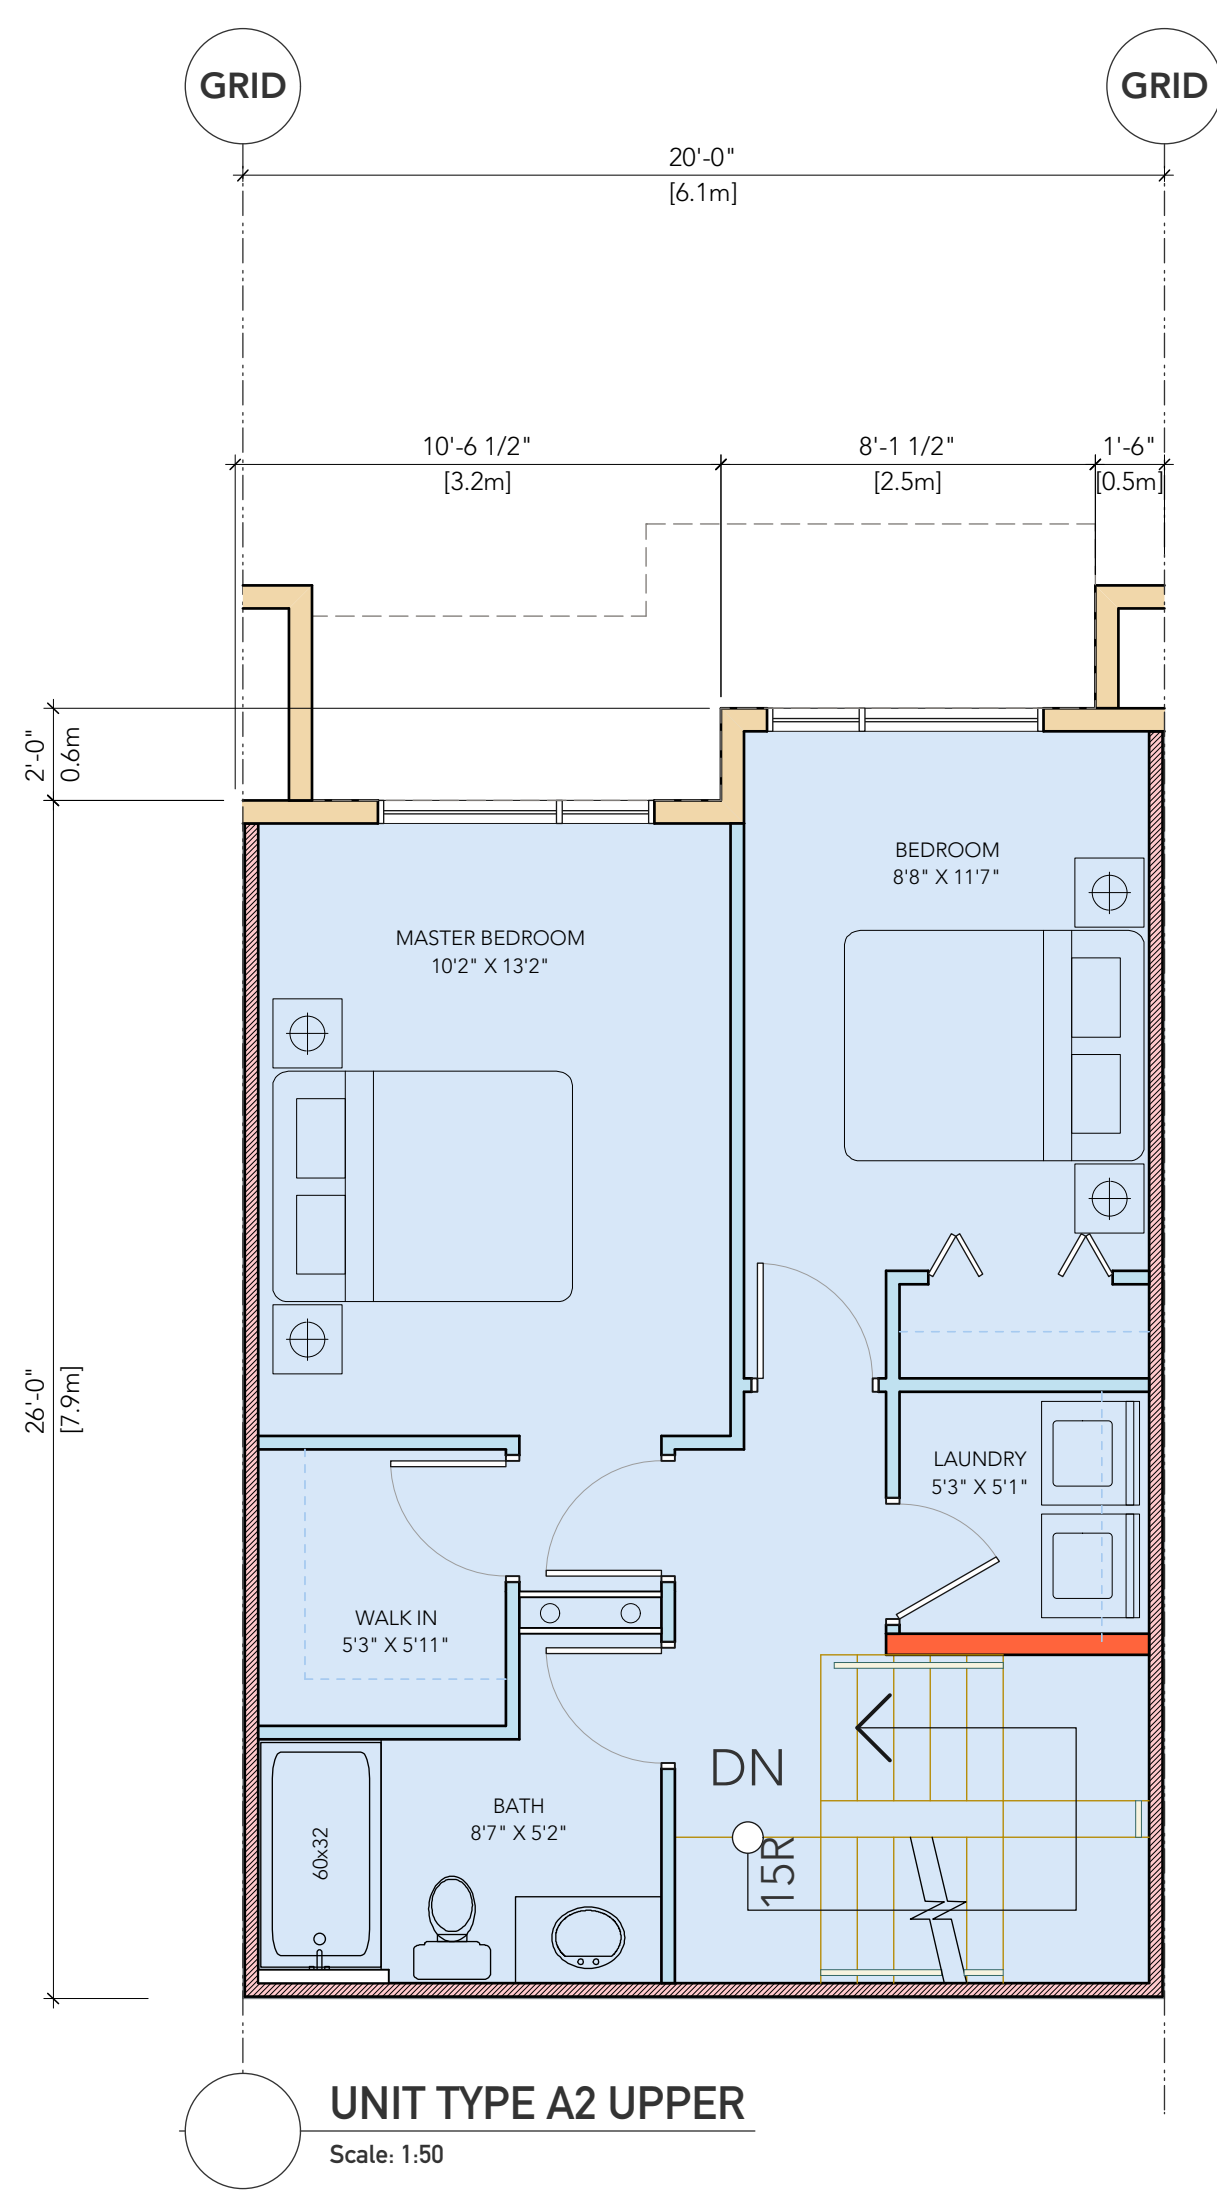 GRID
GRID
20'-0"
[6.1m]
10'-6 1/2"
[3.2m]
8'-1 1/2"
[2.5m]
1'-6"
[0.5m]
2'-0"
0.6m
26'-0"
[7.9m]
BEDROOM
8'8" X 11'7"
MASTER BEDROOM
10'2" X 13'2"
LAUNDRY
5'3" X 5'1"
WALK IN
5'3" X 5'11"
DN
15R
BATH
8'7" X 5'2"
60x32
UNIT TYPE A2 UPPER
Scale: 1:50